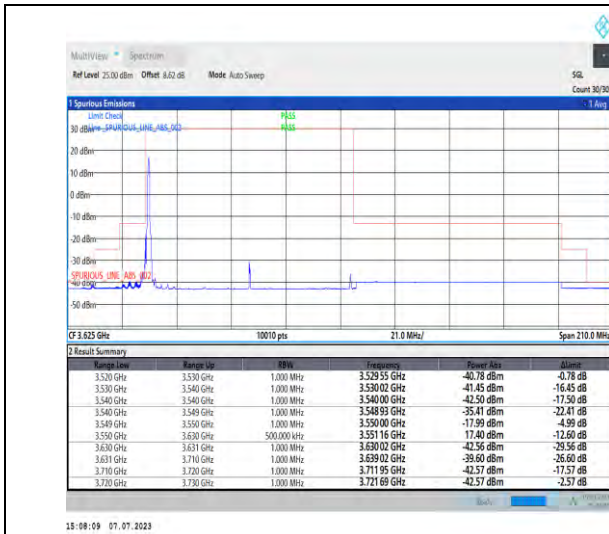 MultiView Spectrum
Ref Level 25.00 dBm Offset 8.62 dB Mode Auto Sweep SGL
Count 30/30
1 Spurious Emissions 1 Avg
Limit Check PASS
30 dBm Line _SPURIOUS_LINE_ABS_002 PASS
20 dBm
10 dBm
0 dBm
-10 dBm
-20 dBm
-30 dBm
SPURIOUS_LINE_ABS_002
-40 dBm
-50 dBm
CF 3.625 GHz 10010 pts 21.0 MHz/ Span 210.0 MHz
2 Result Summary
Range Low Range Up RBW Frequency Power Abs ΔLimit
3.520 GHz 3.530 GHz 1.000 MHz 3.529 55 GHz -40.78 dBm -0.78 dB
3.530 GHz 3.540 GHz 1.000 MHz 3.530 02 GHz -41.45 dBm -16.45 dB
3.540 GHz 3.540 GHz 1.000 MHz 3.540 00 GHz -42.50 dBm -17.50 dB
3.540 GHz 3.549 GHz 1.000 MHz 3.548 93 GHz -35.41 dBm -22.41 dB
3.549 GHz 3.550 GHz 1.000 MHz 3.550 00 GHz -17.99 dBm -4.99 dB
3.550 GHz 3.630 GHz 500.000 kHz 3.551 16 GHz 17.40 dBm -12.60 dB
3.630 GHz 3.631 GHz 1.000 MHz 3.630 02 GHz -42.56 dBm -29.56 dB
3.631 GHz 3.710 GHz 1.000 MHz 3.639 02 GHz -39.60 dBm -26.60 dB
3.710 GHz 3.720 GHz 1.000 MHz 3.711 95 GHz -42.57 dBm -17.57 dB
3.720 GHz 3.730 GHz 1.000 MHz 3.721 69 GHz -42.57 dBm -2.57 dB
15:08:09 07.07.2023